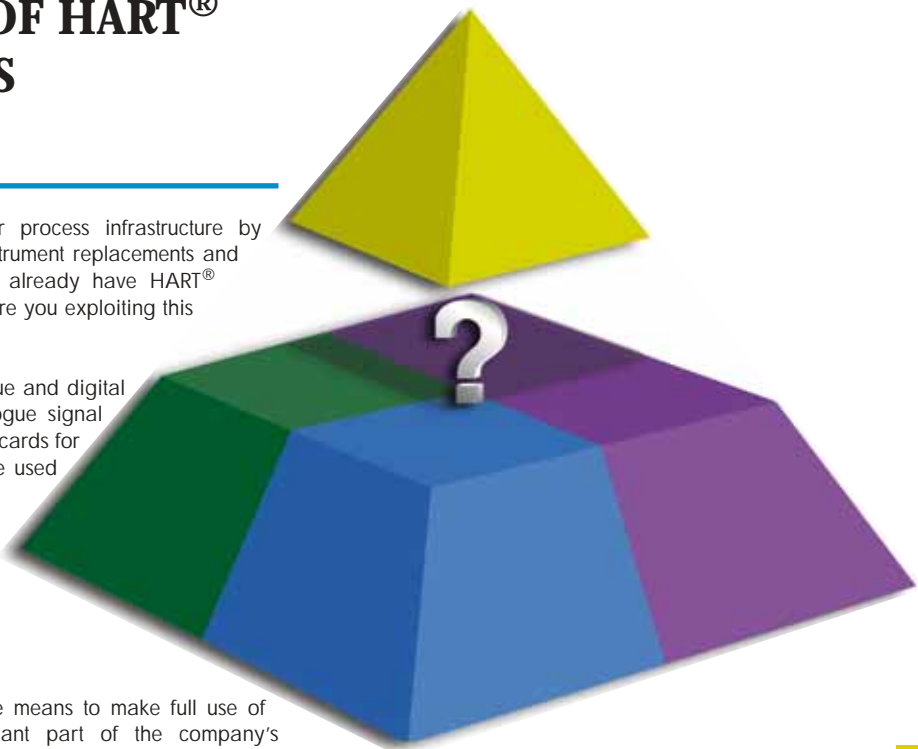 OF HART®
S
r process infrastructure by
trument replacements and
already have HART®
re you exploiting this
ue and digital
ogue signal
cards for
e used
?
e means to make full use of
ant part of the company's